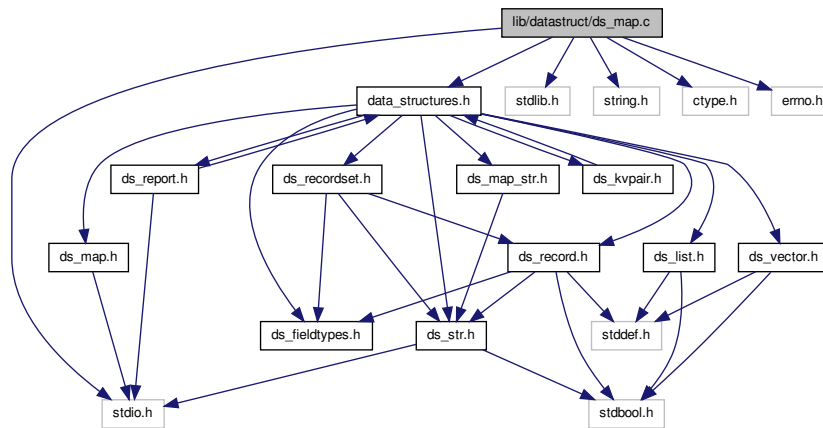 lib/datastruct/ds_map.c
data_structures.h
stdlib.h
string.h
ctype.h
errno.h
ds_report.h
ds_recordset.h
ds_map_str.h
ds_kvpair.h
ds_map.h
ds_record.h
ds_list.h
ds_vector.h
ds_fieldtypes.h
ds_str.h
stddef.h
stdio.h
stdbool.h